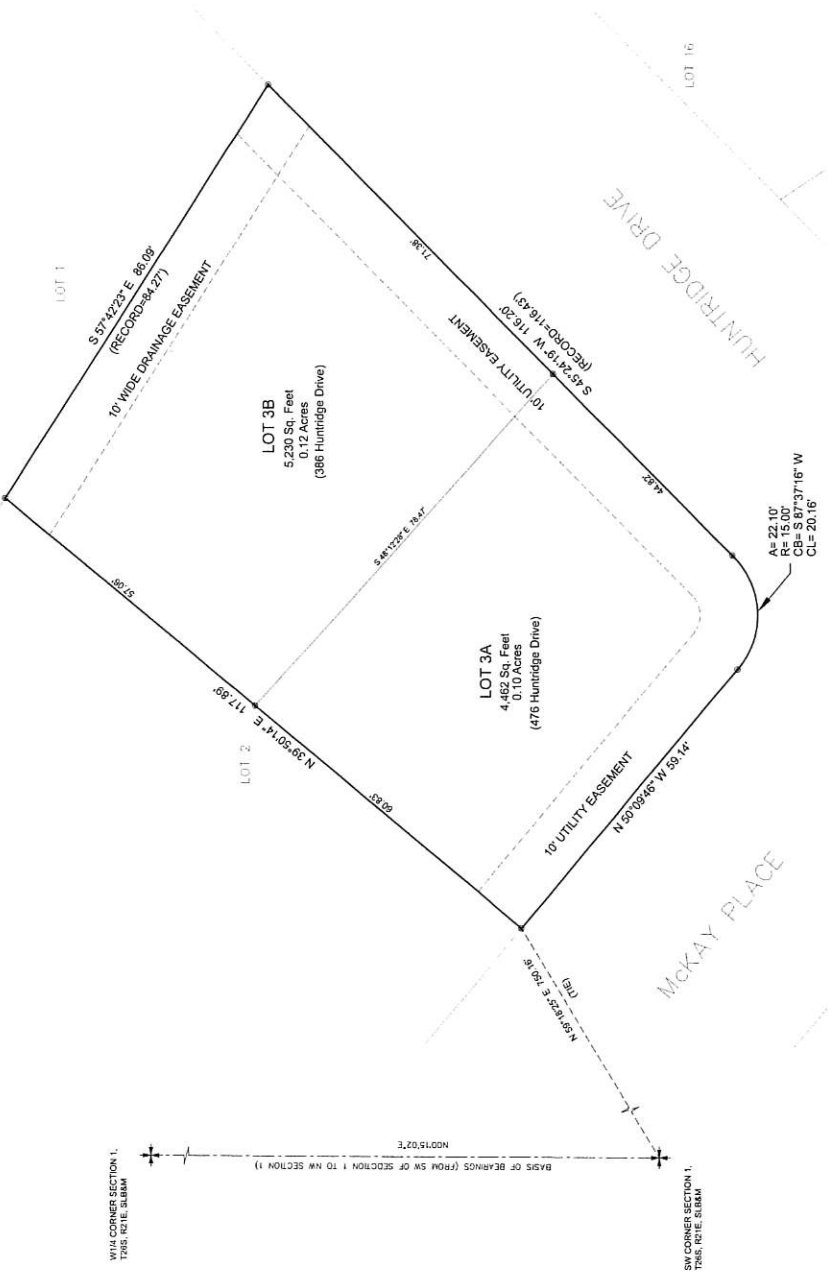 LOT 1
S 57°42'23" E 86.09'
(RECORD=84.27')
10' WIDE DRAINAGE EASEMENT
LOT 16
HUNTRIDGE DRIVE
71.38'
S 45°24'19" W 116.20'
(RECORD=116.43')
10' UTILITY EASEMENT
LOT 3B
5,230 Sq. Feet
0.12 Acres
(386 Huntridge Drive)
57.06'
S 48°12'28" E 78.47'
44.82'
A= 22.10'
R= 15.00'
CB= S 87°37'16" W
CL= 20.16'
N 39°50'14" E 117.89'
LOT 2
LOT 3A
4,462 Sq. Feet
0.10 Acres
(476 Huntridge Drive)
60.83'
10' UTILITY EASEMENT
N 50°09'46" W 59.14'
McKAY PLACE
N 59°18'25" E 750.16'
(TIE)
W1/4 CORNER SECTION 1,
T26S, R21E, SLB&M
N00°15'02"E
BASIS OF BEARINGS (FROM SW OF SEDCTION 1 TO NW SECTION 1)
SW CORNER SECTION 1,
T26S, R21E, SLB&M